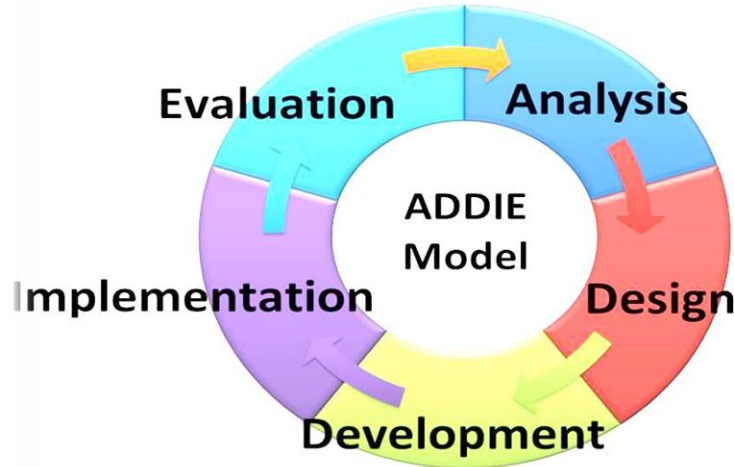 Evaluation
Analysis
ADDIE
Model
Implementation
Design
Development